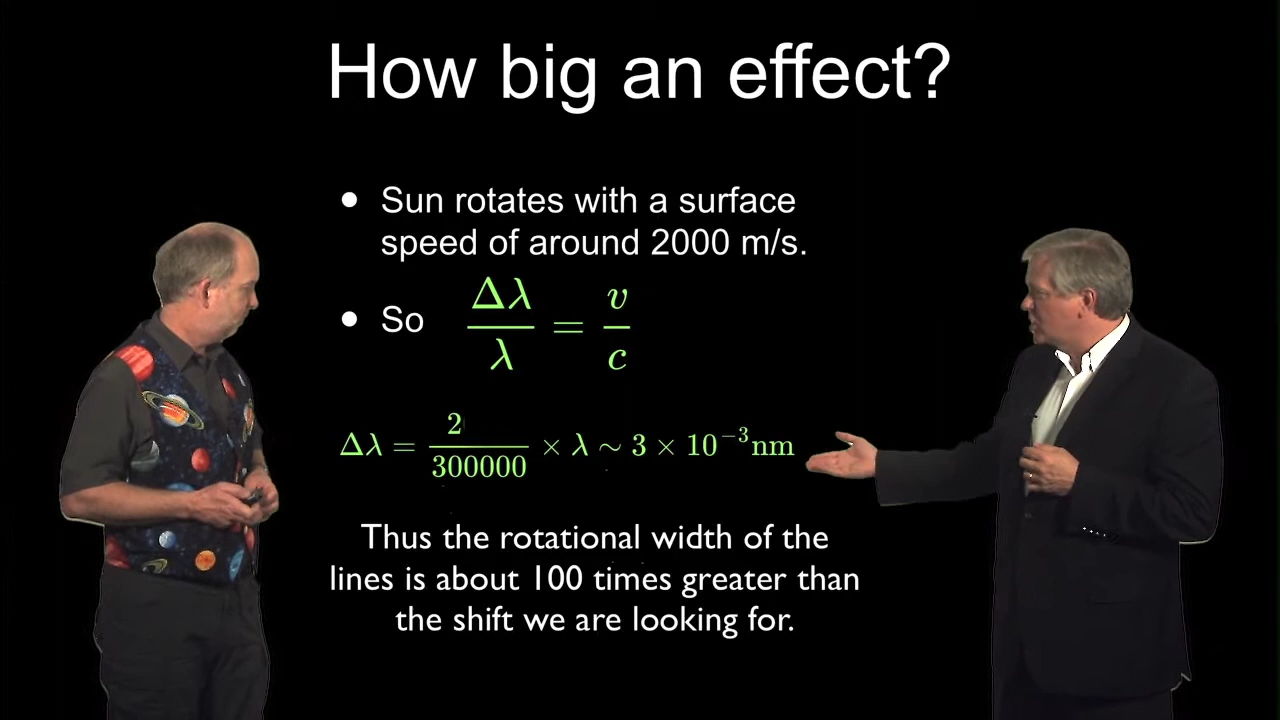 How big an effect?
• Sun rotates with a surface
speed of around 2000 m/s.
• So Δλ/λ = v/c
Δλ = 2/300000 × λ ∼ 3 × 10⁻³nm
Thus the rotational width of the
lines is about 100 times greater than
the shift we are looking for.